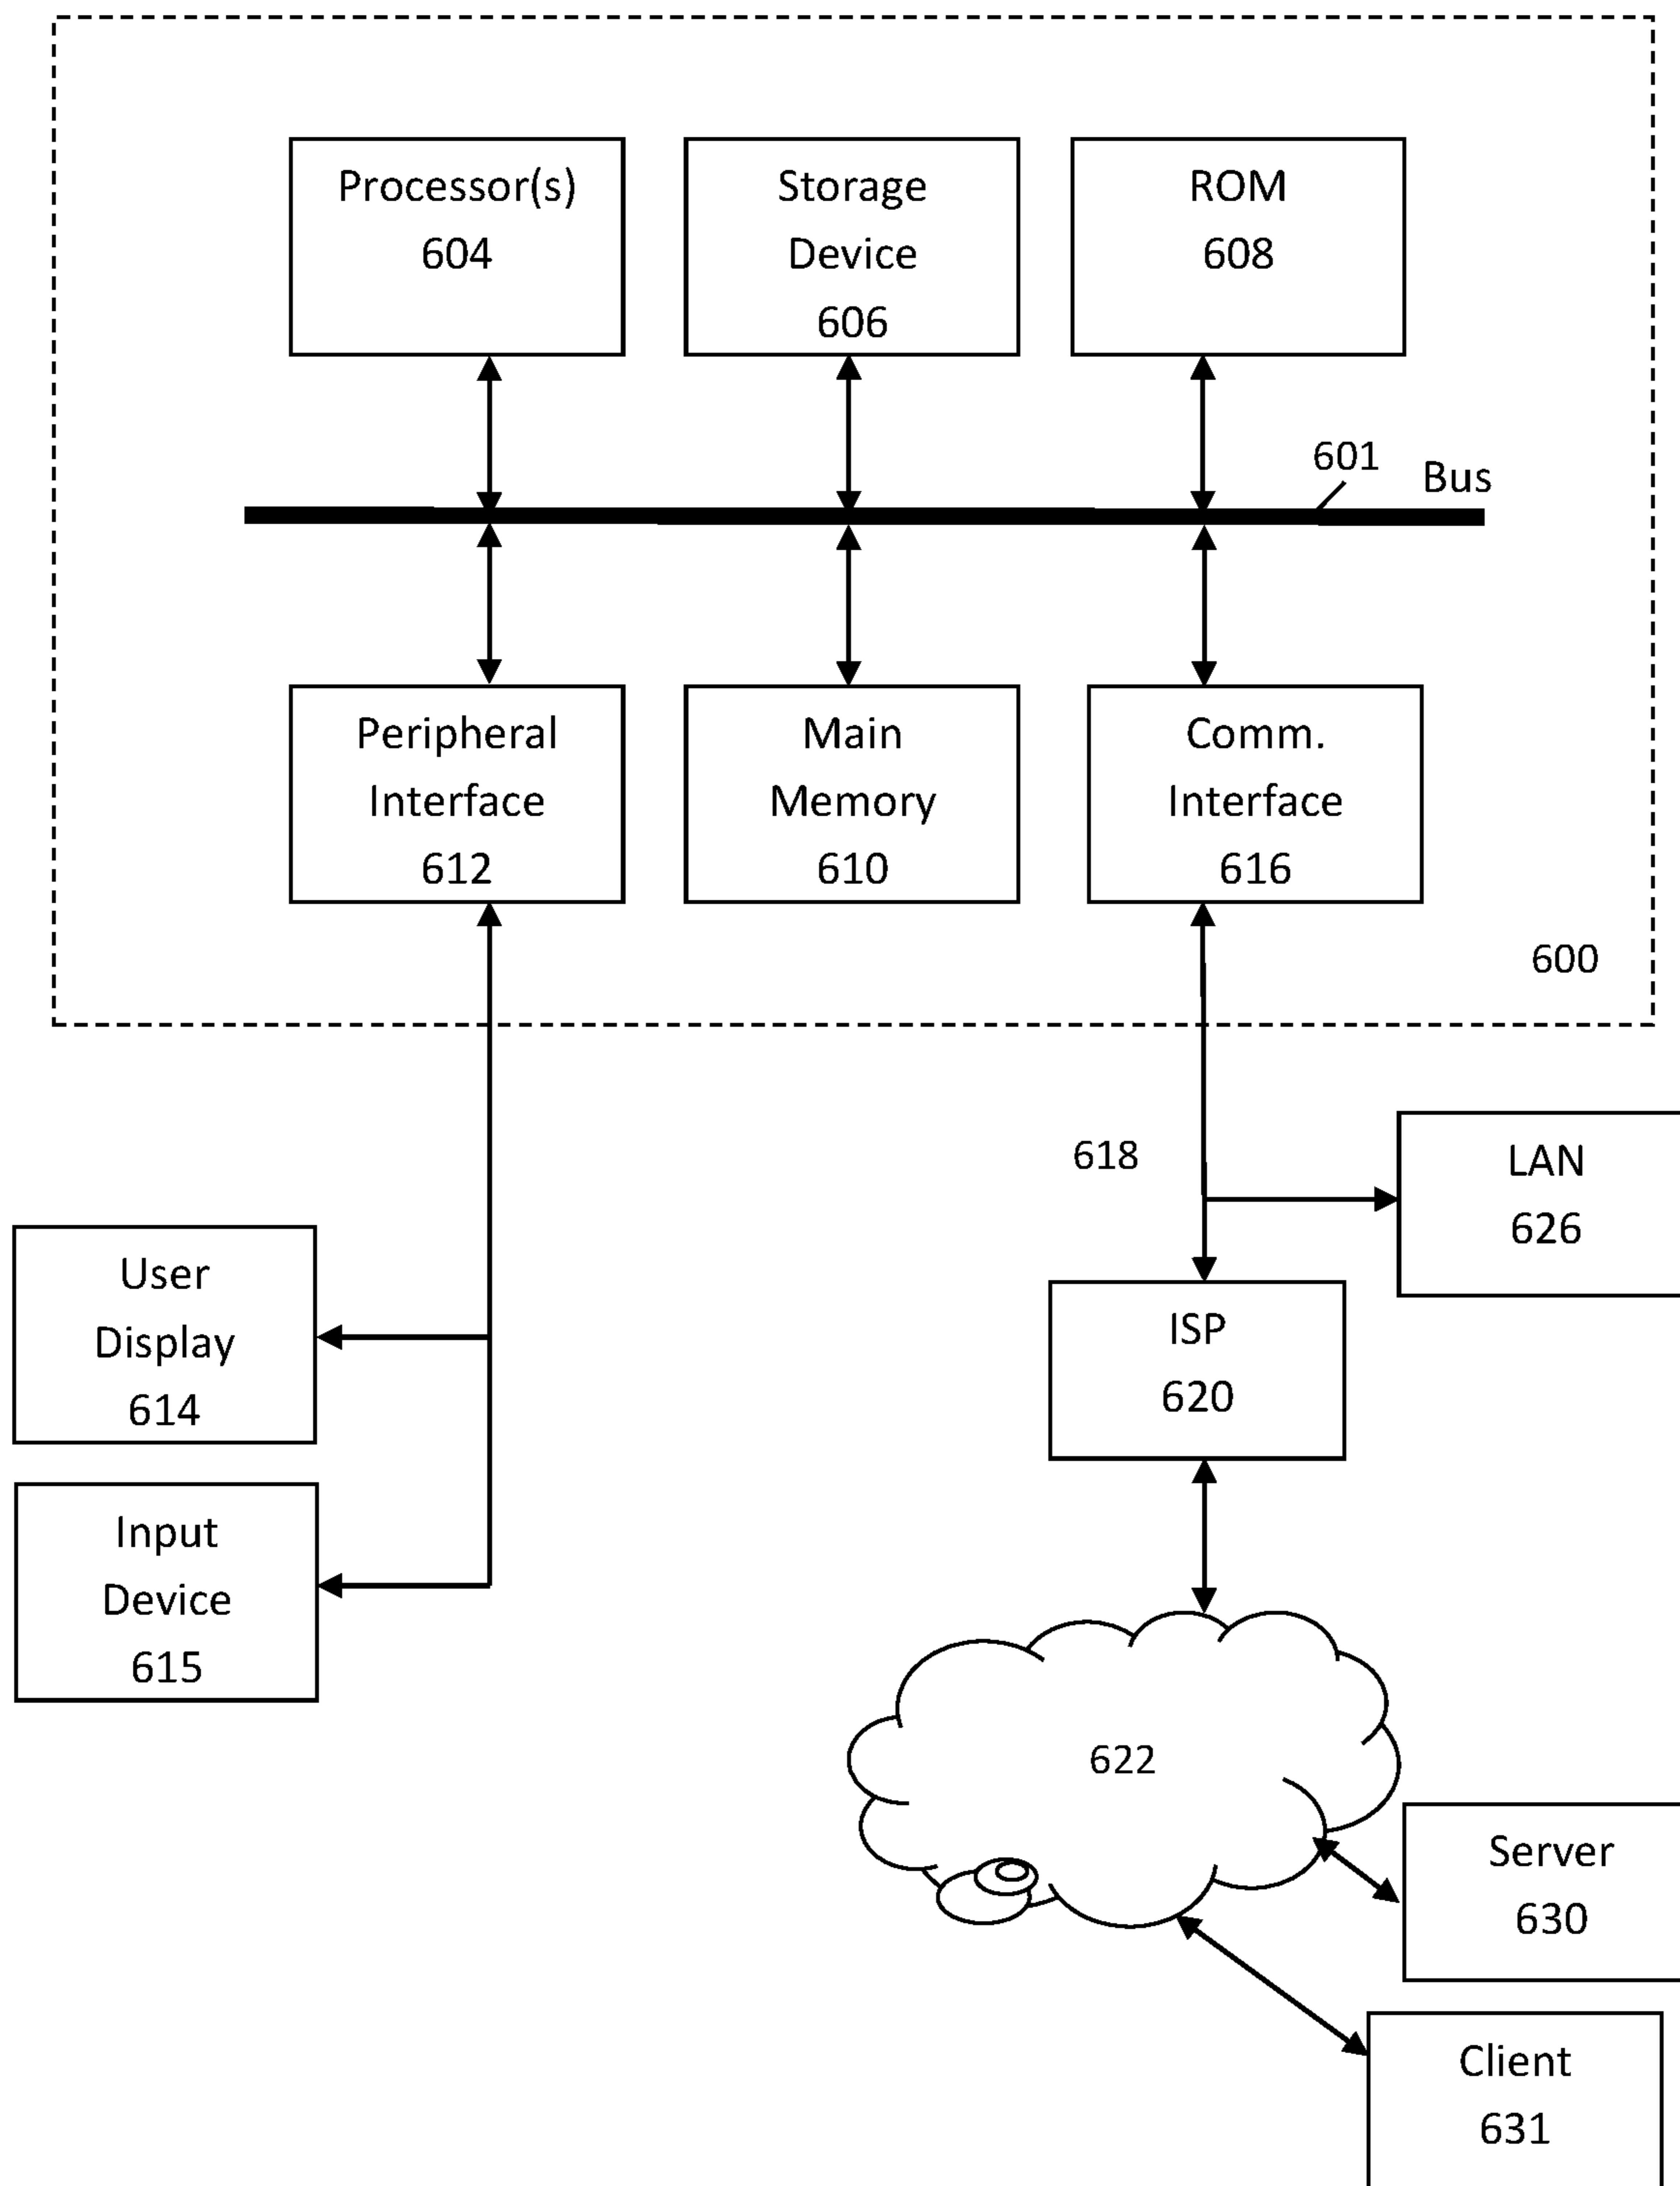 Processor(s)
604
Storage
Device
606
ROM
608
601
Bus
Peripheral
Interface
612
Main
Memory
610
Comm.
Interface
616
600
618
LAN
626
User
Display
614
ISP
620
Input
Device
615
622
Server
630
Client
631